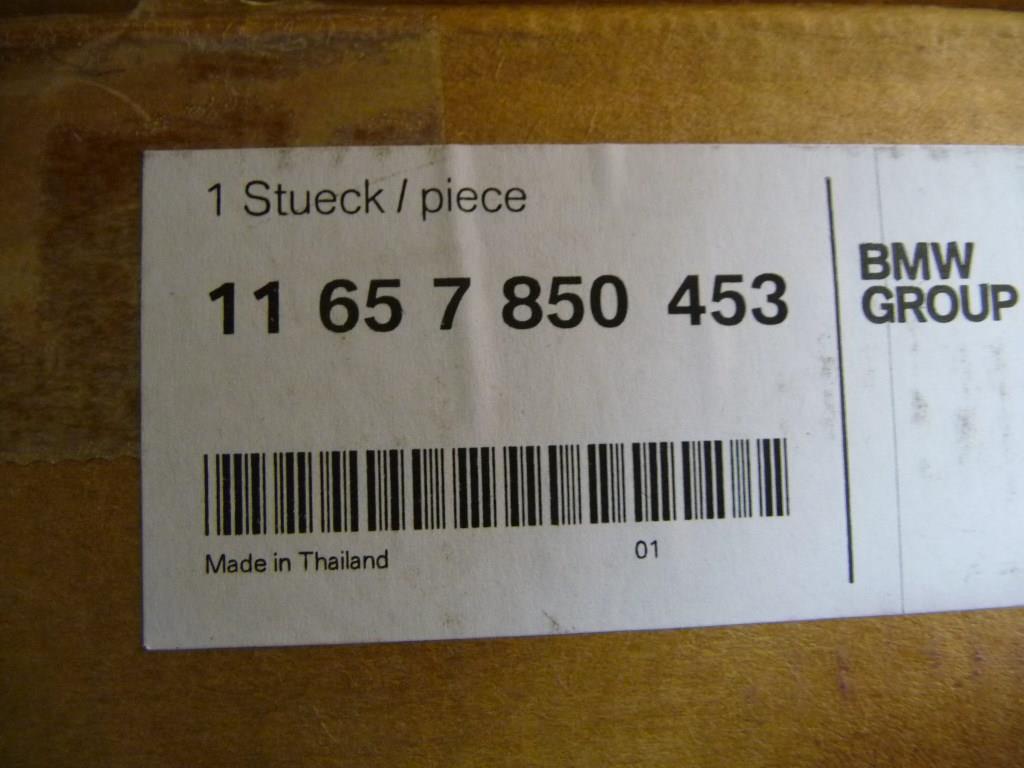 1 Stueck / piece
11 65 7 850 453
BMW
GROUP
Made in Thailand
01